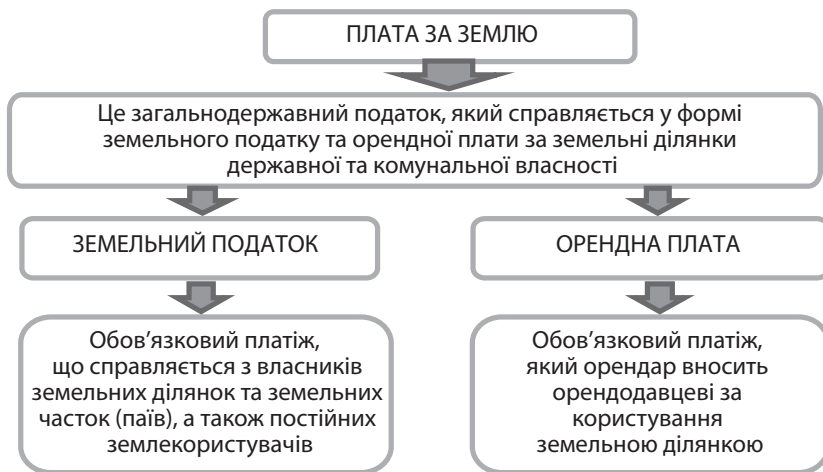 ПЛАТА ЗА ЗЕМЛЮ
Це загальнодержавний податок, який справляється у формі
земельного податку та орендної плати за земельні ділянки
державної та комунальної власності
ЗЕМЕЛЬНИЙ ПОДАТОК
ОРЕНДНА ПЛАТА
Обов’язковий платіж,
що справляється з власників
земельних ділянок та земельних
часток (паїв), а також постійних
землекористувачів
Обов’язковий платіж,
який орендар вносить
орендодавцеві за
користування
земельною ділянкою